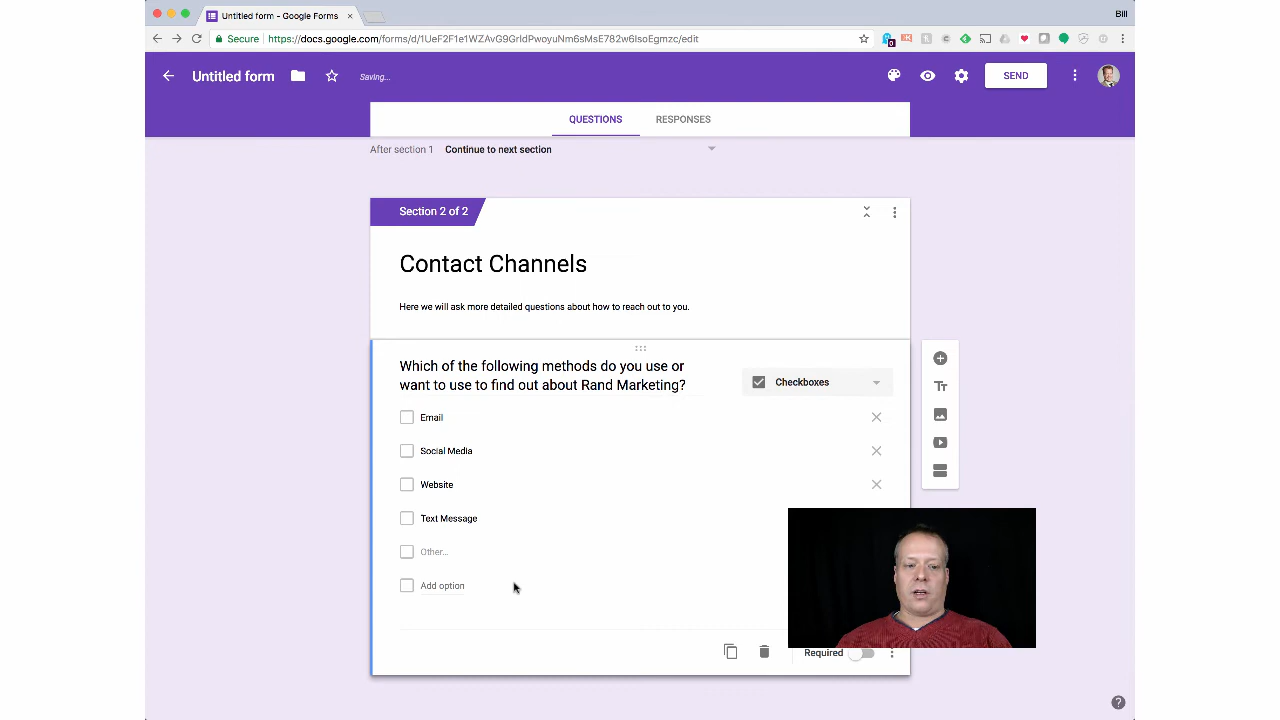 Untitled form - Google Forms
Bill
Secure
https://docs.google.com/forms/d/1UeF2F1e1WZAvG9GrIdPwoyuNm6sMsE782w6IsoEgmzc/edit
Untitled form
Saving...
SEND
QUESTIONS
RESPONSES
After section 1 Continue to next section
Section 2 of 2
Contact Channels
Here we will ask more detailed questions about how to reach out to you.
Which of the following methods do you use or
want to use to find out about Rand Marketing?
Checkboxes
Email
Social Media
Website
Text Message
Other...
Add option
Required